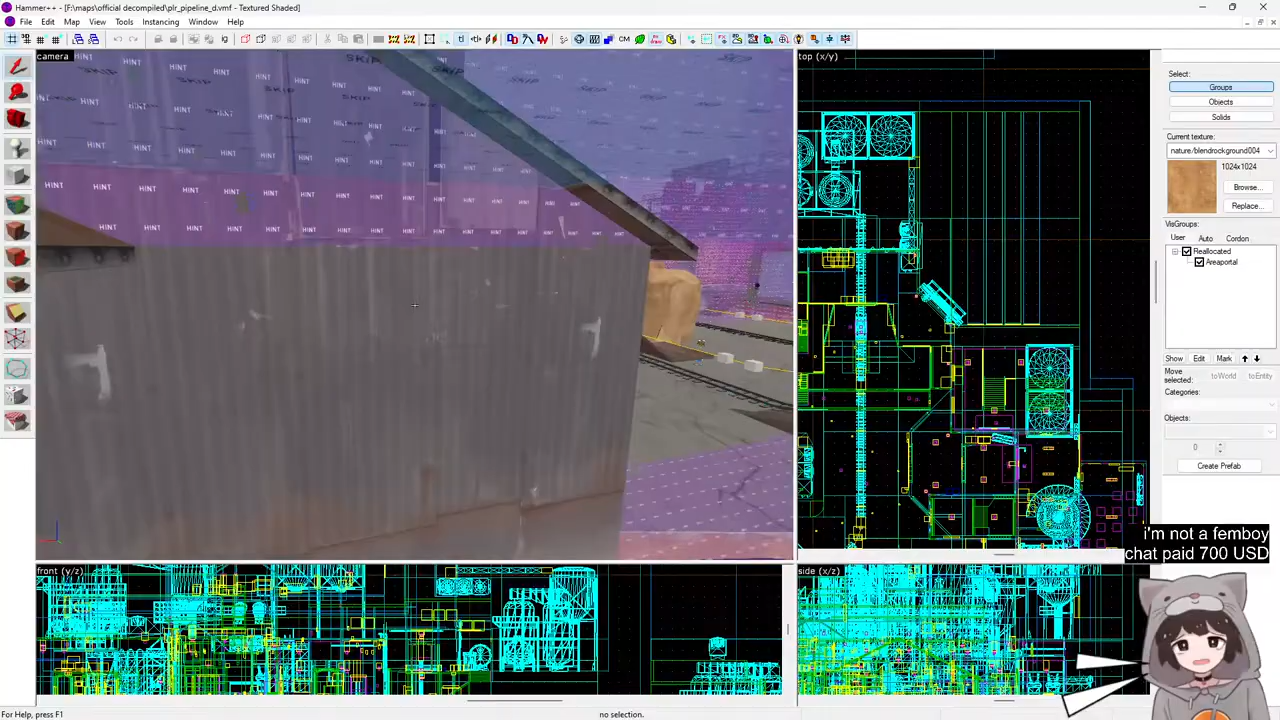 Hammer++ - [F:\maps\official decompiled\plr_pipeline_d.vmf - Textured Shaded]
File Edit Map View Tools Instancing Window Help
camera
top (x/y)
front (y/z)
side (x/z)
SKIP
HINT
Select:
Groups
Objects
Solids
Current texture:
nature/blendrockground004
1024x1024
Browse...
Replace...
VisGroups:
User Auto Cordon
Reallocated
Areaportal
Show Edit Mark
Move selected:
toWorld toEntity
Categories:
Objects:
0
Create Prefab
i'm not a femboy
chat paid 700 USD
For Help, press F1
no selection.